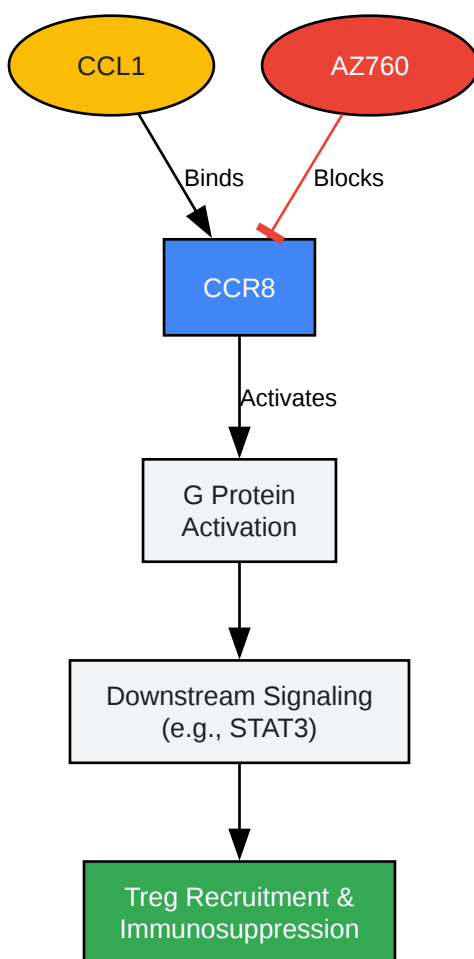 CCL1
AZ760
Binds
Blocks
CCR8
Activates
G Protein
Activation
Downstream Signaling
(e.g., STAT3)
Treg Recruitment &
Immunosuppression